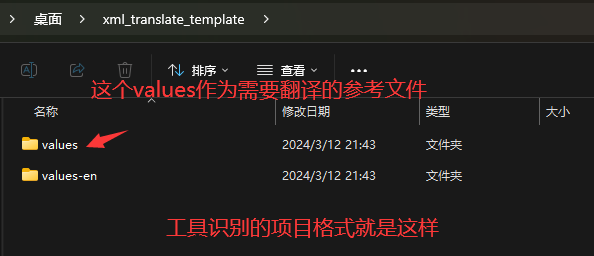 桌面 xml_translate_template
排序 查看
这个values作为需要翻译的参考文件
名称 修改日期 类型 大小
values 2024/3/12 21:43 文件夹
values-en 2024/3/12 21:43 文件夹
工具识别的项目格式就是这样